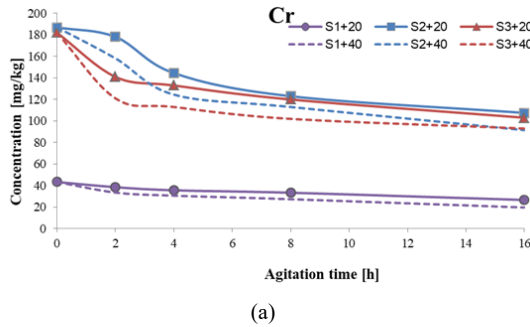 Cr
S1+20 S2+20 S3+20
S1+40 S2+40 S3+40
Concentration [mg/kg]
200
180
160
140
120
100
80
60
40
20
0
0 2 4 6 8 10 12 14 16
Agitation time [h]
(a)